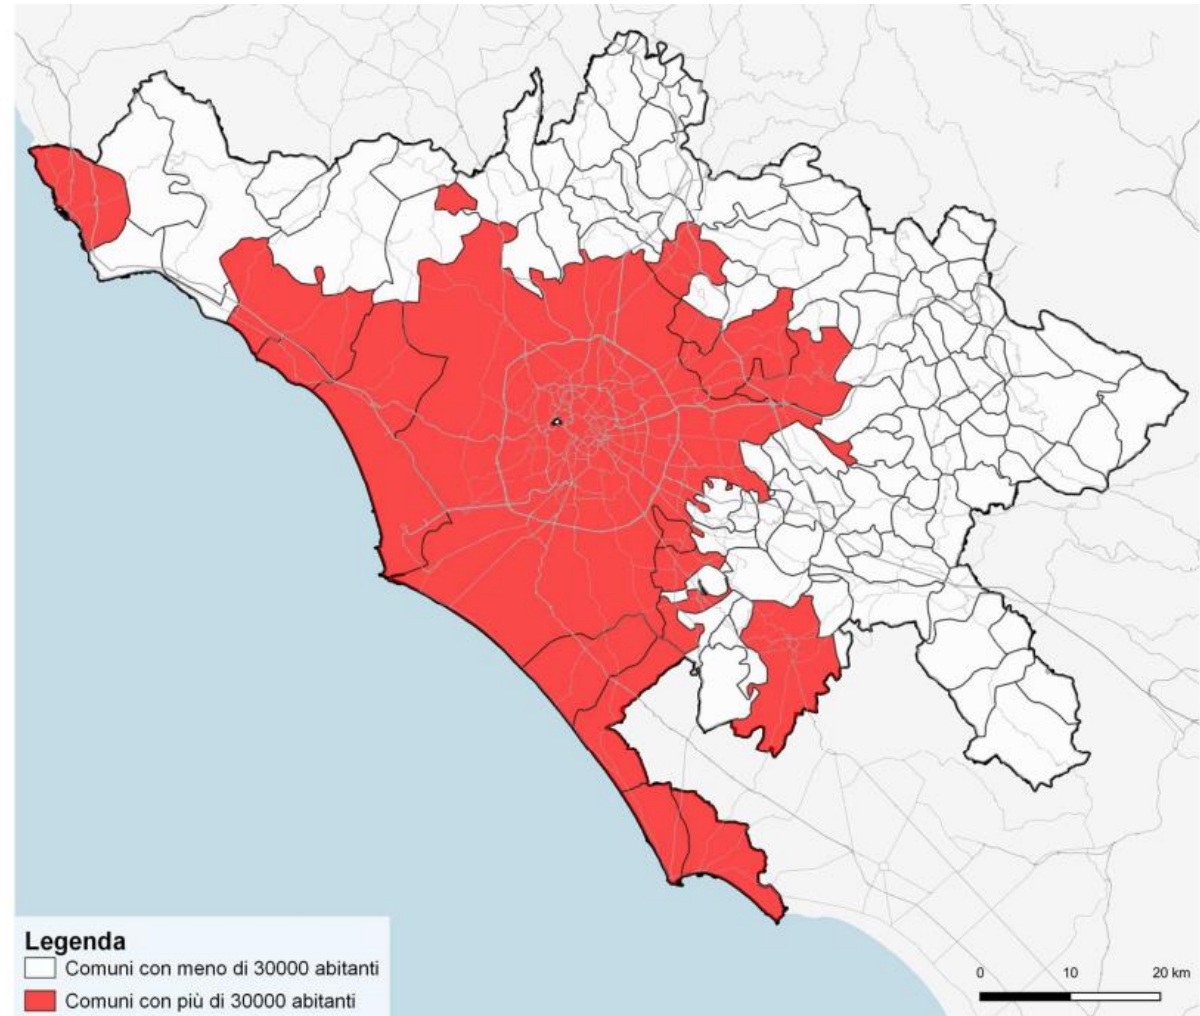 Legenda
Comuni con meno di 30000 abitanti
Comuni con più di 30000 abitanti
0 10 20 km